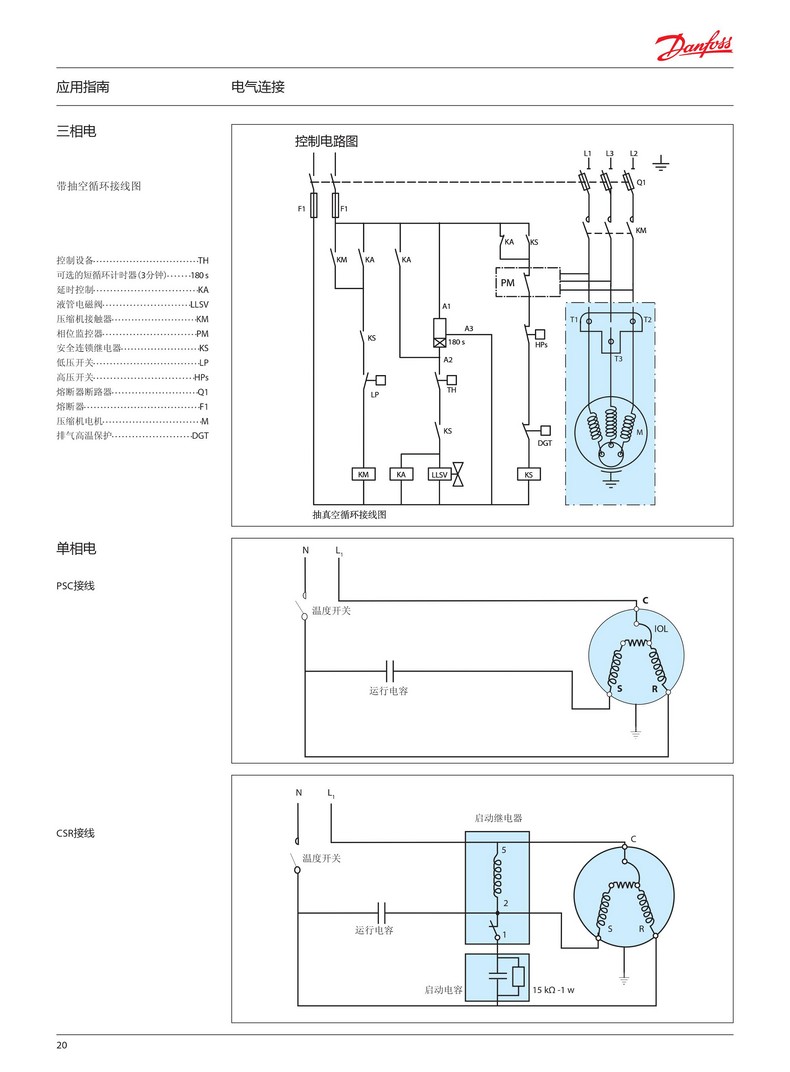 Danfoss
应用指南
电气连接
三相电
带抽空循环接线图
控制设备 TH
可选的短循环计时器(3分钟) 180 s
延时控制 KA
液管电磁阀 LLSV
压缩机接触器 KM
相位监控器 PM
安全连锁继电器 KS
低压开关 LP
高压开关 HPs
熔断器断路器 Q1
熔断器 F1
压缩机电机 M
排气高温保护 DGT
控制电路图
L1 L3 L2
Q1
F1 F1
KM
KA KS
KM KA KA
PM
A1
T1 T2
A3
KS 180 s HPs
A2
T3
TH
LP
KS M
DGT
KM KA LLSV KS
抽真空循环接线图
单相电
PSC接线
N L1
C
温度开关
IOL
S R
运行电容
CSR接线
N L1
启动继电器
C
5
温度开关
2
运行电容
S R
1
启动电容
15 kΩ -1 w
20